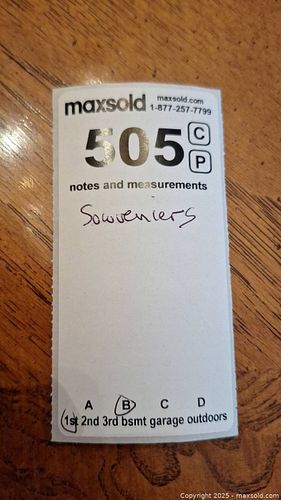 maxsold maxsold.com
1-877-257-7799
505 C
P
notes and measurements
Souveniers
A B C D
1st 2nd 3rd bsmt garage outdoors
Copyright 2025 - maxsold.com